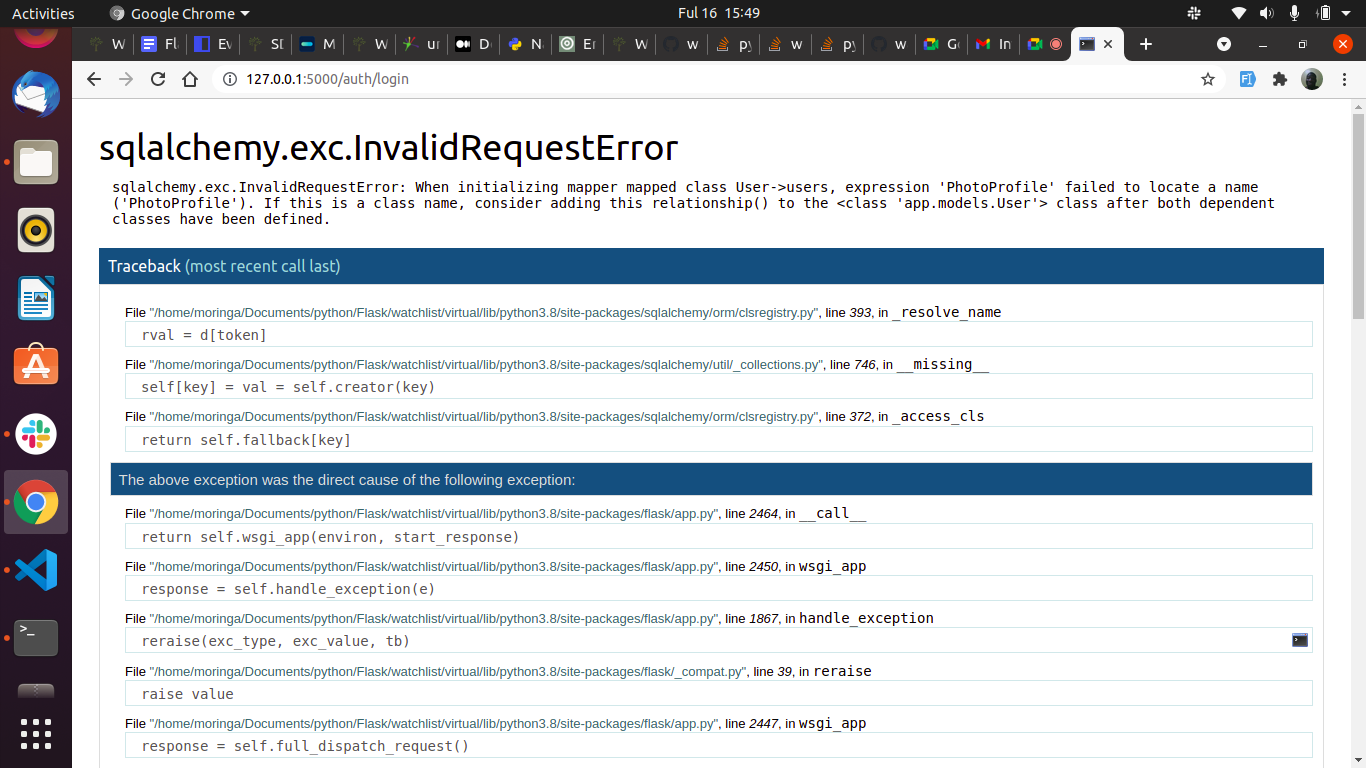 Activities
Google Chrome
Ful 16 15:49
W
Fl
Ev
SI
M
W
ur
D
N
Er
W
w
py
w
py
w
G
In
127.0.0.1:5000/auth/login
sqlalchemy.exc.InvalidRequestError
sqlalchemy.exc.InvalidRequestError: When initializing mapper mapped class User->users, expression 'PhotoProfile' failed to locate a name
('PhotoProfile'). If this is a class name, consider adding this relationship() to the <class 'app.models.User'> class after both dependent
classes have been defined.
Traceback (most recent call last)
File "/home/moringa/Documents/python/Flask/watchlist/virtual/lib/python3.8/site-packages/sqlalchemy/orm/clsregistry.py", line 393, in _resolve_name
rval = d[token]
File "/home/moringa/Documents/python/Flask/watchlist/virtual/lib/python3.8/site-packages/sqlalchemy/util/_collections.py", line 746, in __missing__
self[key] = val = self.creator(key)
File "/home/moringa/Documents/python/Flask/watchlist/virtual/lib/python3.8/site-packages/sqlalchemy/orm/clsregistry.py", line 372, in _access_cls
return self.fallback[key]
The above exception was the direct cause of the following exception:
File "/home/moringa/Documents/python/Flask/watchlist/virtual/lib/python3.8/site-packages/flask/app.py", line 2464, in __call__
return self.wsgi_app(environ, start_response)
File "/home/moringa/Documents/python/Flask/watchlist/virtual/lib/python3.8/site-packages/flask/app.py", line 2450, in wsgi_app
response = self.handle_exception(e)
File "/home/moringa/Documents/python/Flask/watchlist/virtual/lib/python3.8/site-packages/flask/app.py", line 1867, in handle_exception
reraise(exc_type, exc_value, tb)
File "/home/moringa/Documents/python/Flask/watchlist/virtual/lib/python3.8/site-packages/flask/_compat.py", line 39, in reraise
raise value
File "/home/moringa/Documents/python/Flask/watchlist/virtual/lib/python3.8/site-packages/flask/app.py", line 2447, in wsgi_app
response = self.full_dispatch_request()